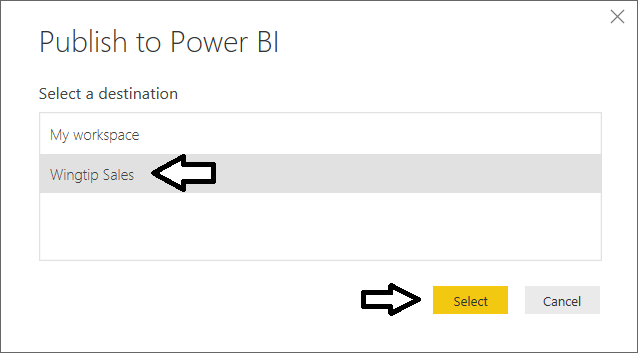 Publish to Power BI
Select a destination
My workspace
Wingtip Sales
Select Cancel